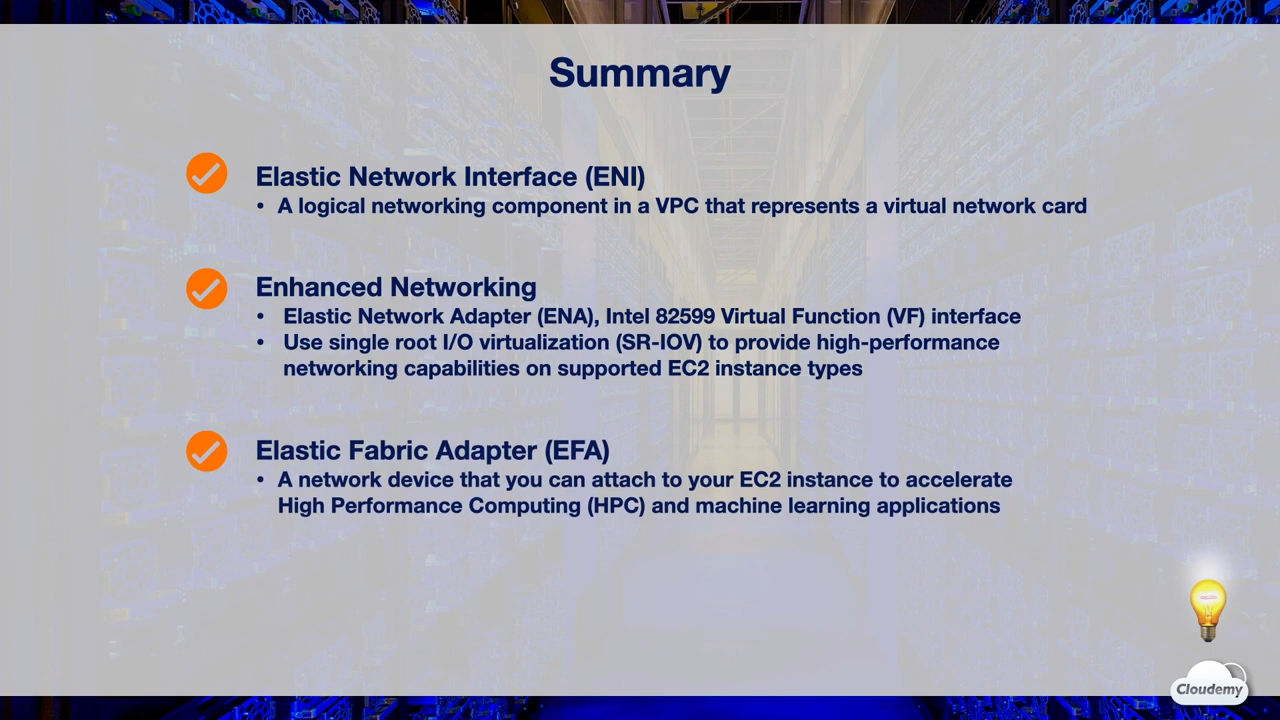 Summary
Elastic Network Interface (ENI)
• A logical networking component in a VPC that represents a virtual network card
Enhanced Networking
• Elastic Network Adapter (ENA), Intel 82599 Virtual Function (VF) interface
• Use single root I/O virtualization (SR-IOV) to provide high-performance
networking capabilities on supported EC2 instance types
Elastic Fabric Adapter (EFA)
• A network device that you can attach to your EC2 instance to accelerate
High Performance Computing (HPC) and machine learning applications
Cloudemy